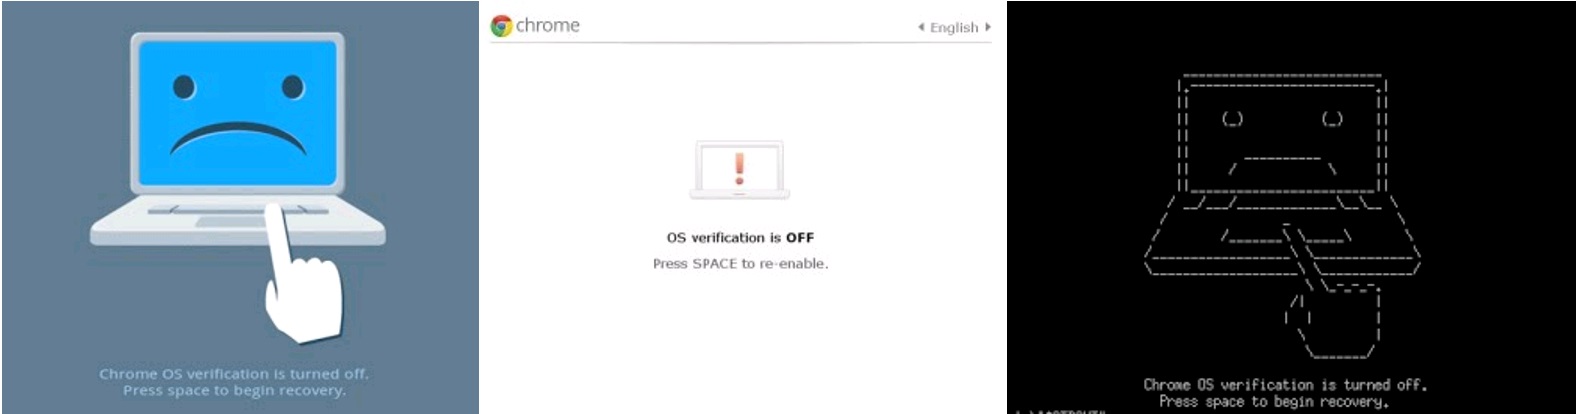 Chrome OS verification is turned off.
Press space to begin recovery.
chrome
English
OS verification is OFF
Press SPACE to re-enable.
Chrome OS verification is turned off.
Press space to begin recovery.